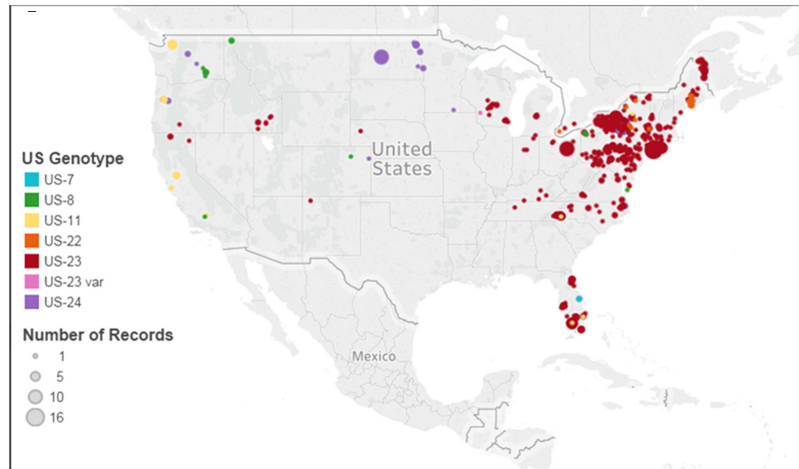 United
States
US Genotype
US-7
US-8
US-11
US-22
US-23
US-23 var
US-24
Number of Records
1
5
10
16
Mexico